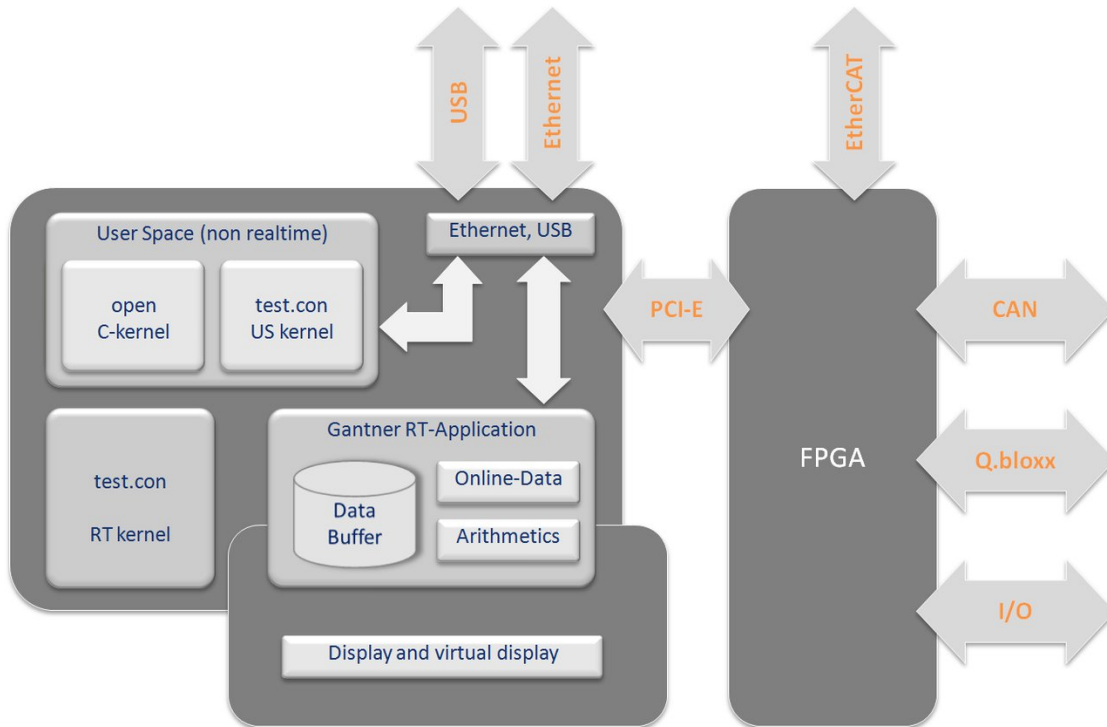 USB
Ethernet
EtherCAT
User Space (non realtime)
Ethernet, USB
open
C-kernel
test.con
US kernel
PCI-E
CAN
Gantner RT-Application
test.con
RT kernel
Data
Buffer
Online-Data
Arithmetics
FPGA
Q.bloxx
I/O
Display and virtual display